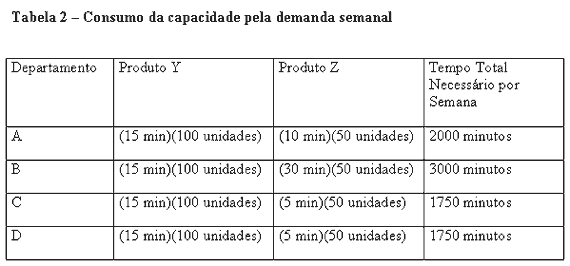 Tabela 2 – Consumo da capacidade pela demanda semanal
Departamento Produto Y Produto Z Tempo Total
Necessário por
Semana
A (15 min)(100 unidades) (10 min)(50 unidades) 2000 minutos
B (15 min)(100 unidades) (30 min)(50 unidades) 3000 minutos
C (15 min)(100 unidades) (5 min)(50 unidades) 1750 minutos
D (15 min)(100 unidades) (5 min)(50 unidades) 1750 minutos